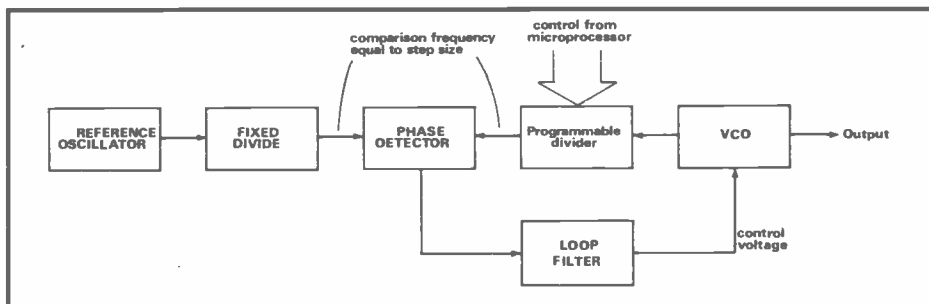 comparison frequency
equal to step size
control from
microprocessor
REFERENCE
OSCILLATOR
FIXED
DIVIDE
PHASE
DETECTOR
Programmable
divider
VCO
Output
LOOP
FILTER
control
voltage